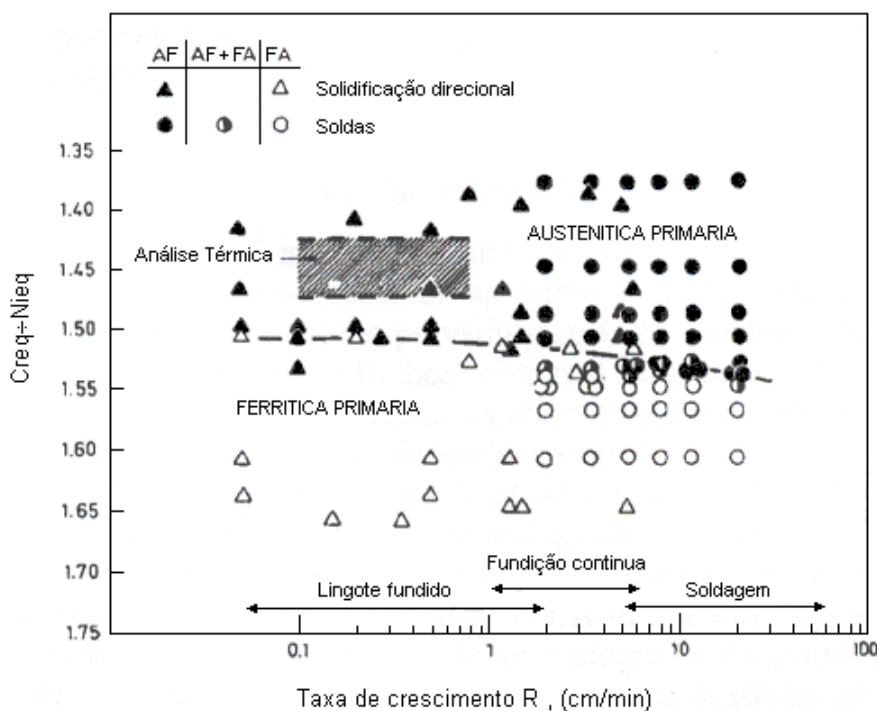 AF AF+FA FA
Solidificação direcional
Soldas
1.35
1.40
1.45
1.50
1.55
1.60
1.65
1.70
1.75
Creq÷Nieq
Análise Térmica
AUSTENITICA PRIMARIA
FERRITICA PRIMARIA
Fundição continua
Lingote fundido
Soldagem
0.1 1 10 100
Taxa de crescimento R , (cm/min)